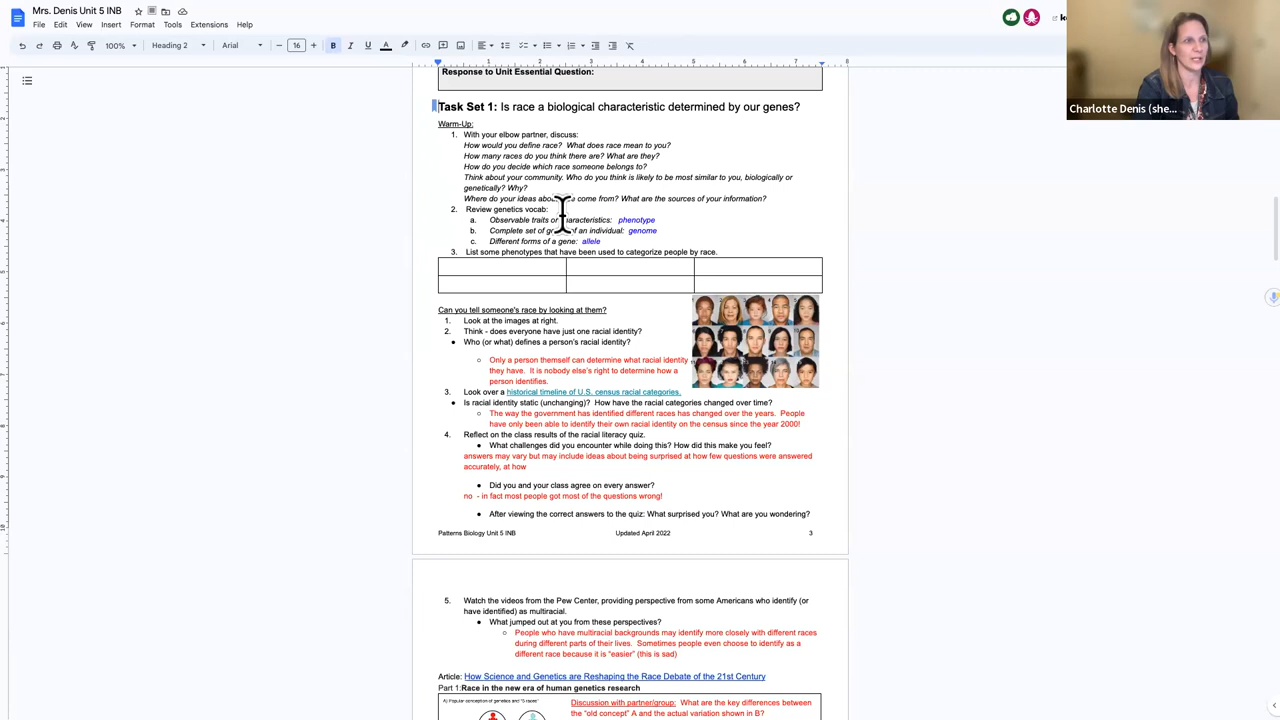 Mrs. Denis Unit 5 INB
File Edit View Insert Format Tools Extensions Help
100% Heading 2 Arial 16 B I U A
1 2 3 4 5 6 7 8
Charlotte Denis (she...
Response to Unit Essential Question:
Task Set 1: Is race a biological characteristic determined by our genes?
Warm-Up:
1. With your elbow partner, discuss:
How would you define race? What does race mean to you?
How many races do you think there are? What are they?
How do you decide which race someone belongs to?
Think about your community. Who do you think is likely to be most similar to you, biologically or
genetically? Why?
Where do your ideas come from? What are the sources of your information?
2. Review genetics vocab:
a. Observable traits or characteristics: phenotype
b. Complete set of of an individual: genome
c. Different forms of a gene: allele
3. List some phenotypes that have been used to categorize people by race.
Can you tell someone's race by looking at them?
1. Look at the images at right.
2. Think - does everyone have just one racial identity?
● Who (or what) defines a person's racial identity?
○ Only a person themself can determine what racial identity
they have. It is nobody else's right to determine how a
person identifies.
3. Look over a historical timeline of U.S. census racial categories.
● Is racial identity static (unchanging)? How have the racial categories changed over time?
○ The way the government has identified different races has changed over the years. People
have only been able to identify their own racial identity on the census since the year 2000!
4. Reflect on the class results of the racial literacy quiz.
● What challenges did you encounter while doing this? How did this make you feel?
answers may vary but may include ideas about being surprised at how few questions were answered
accurately, at how
● Did you and your class agree on every answer?
no - in fact most people got most of the questions wrong!
● After viewing the correct answers to the quiz: What surprised you? What are you wondering?
Patterns Biology Unit 5 INB Updated April 2022 3
5. Watch the videos from the Pew Center, providing perspective from some Americans who identify (or
have identified) as multiracial.
● What jumped out at you from these perspectives?
○ People who have multiracial backgrounds may identify more closely with different races
during different parts of their lives. Sometimes people even choose to identify as a
different race because it is "easier" (this is sad)
Article: How Science and Genetics are Reshaping the Race Debate of the 21st Century
Part 1:Race in the new era of human genetics research
A) Popular conception of genetics and "5 races"
Discussion with partner/group: What are the key differences between
the "old concept" A and the actual variation shown in B?